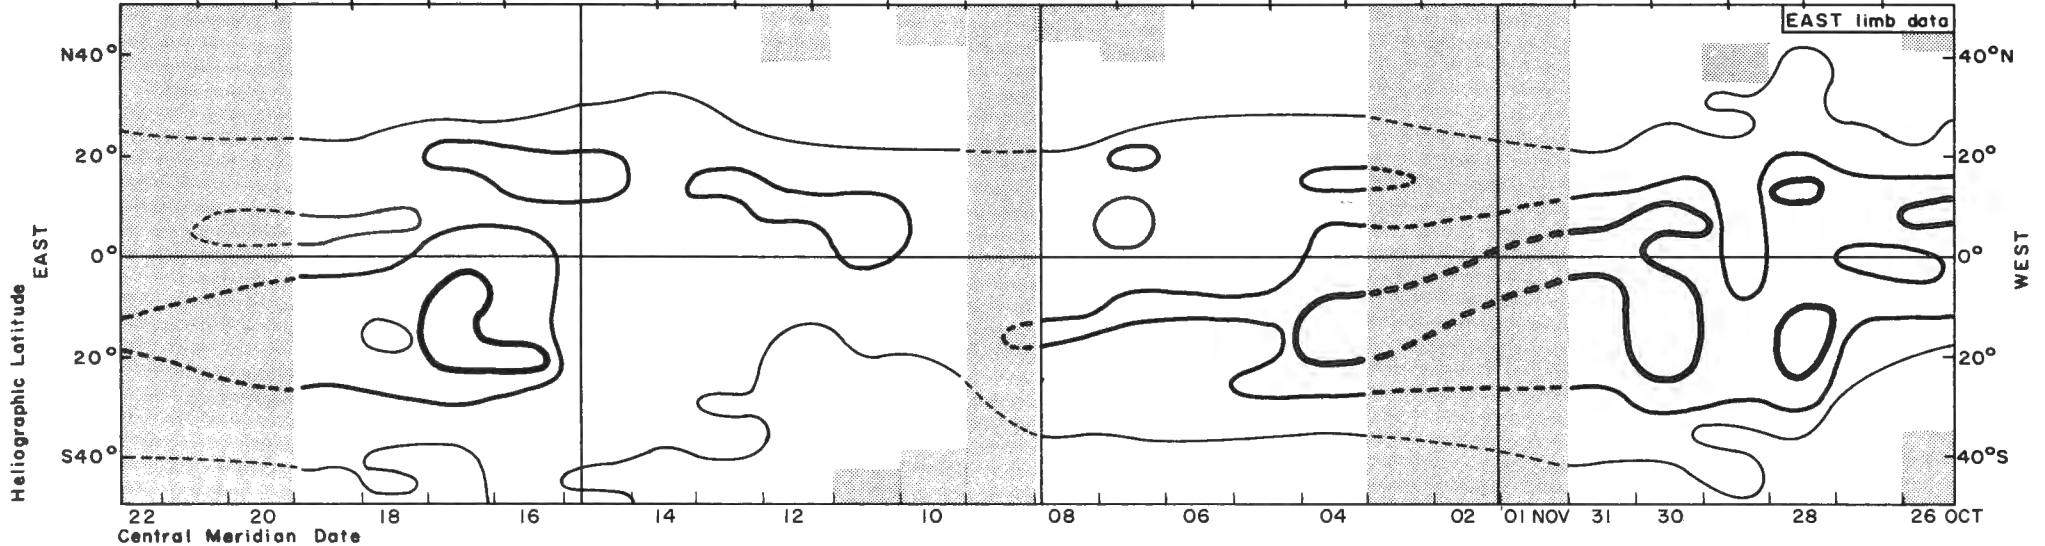 EAST limb data
N40° 40°N
20° 20°
0° 0°
20° 20°
S40° 40°S
EAST
WEST
Heliographic Latitude
22 20 18 16 14 12 10 08 06 04 02 01 NOV 31 30 28 26 OCT
Central Meridian Date